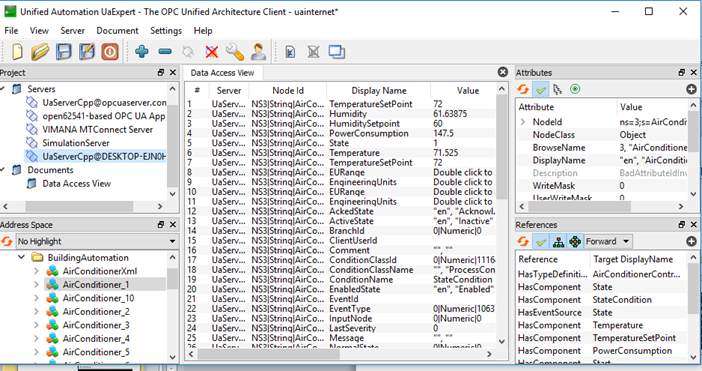 Unified Automation UaExpert - The OPC Unified Architecture Client - uainternet*
File View Server Document Settings Help
Project
Servers
UaServerCpp@opcuaserver.con
open62541-based OPC UA App
VIMANA MTConnect Server
SimulationServer
UaServerCpp@DESKTOP-EJN0H
Documents
Data Access View
Address Space
No Highlight
BuildingAutomation
AirConditionerXml
AirConditioner_1
AirConditioner_10
AirConditioner_2
AirConditioner_3
AirConditioner_4
AirConditioner_5
Data Access View
# Server Node Id Display Name Value
1 UaServ... NS3|String|AirCo... TemperatureSetPoint 72
2 UaServ... NS3|String|AirCo... Humidity 61.63875
3 UaServ... NS3|String|AirCo... HumiditySetpoint 60
4 UaServ... NS3|String|AirCo... PowerConsumption 147.5
5 UaServ... NS3|String|AirCo... State 1
6 UaServ... NS3|String|AirCo... Temperature 71.525
7 UaServ... NS3|String|AirCo... TemperatureSetPoint 72
8 UaServ... NS3|String|AirCo... EURange Double click to
9 UaServ... NS3|String|AirCo... EngineeringUnits Double click to
10 UaServ... NS3|String|AirCo... EURange Double click to
11 UaServ... NS3|String|AirCo... EngineeringUnits Double click to
12 UaServ... NS3|String|AirCo... AckedState "en", "Acknowl.
13 UaServ... NS3|String|AirCo... ActiveState "en", "Inactive"
14 UaServ... NS3|String|AirCo... BranchId 0|Numeric|0
15 UaServ... NS3|String|AirCo... ClientUserId
16 UaServ... NS3|String|AirCo... Comment "", ""
17 UaServ... NS3|String|AirCo... ConditionClassId 0|Numeric|11164
18 UaServ... NS3|String|AirCo... ConditionClassName "", "ProcessCon
19 UaServ... NS3|String|AirCo... ConditionName StateCondition
20 UaServ... NS3|String|AirCo... EnabledState "en", "Enabled"
21 UaServ... NS3|String|AirCo... EventId
22 UaServ... NS3|String|AirCo... EventType 0|Numeric|1063
23 UaServ... NS3|String|AirCo... InputNode 0|Numeric|0
24 UaServ... NS3|String|AirCo... LastSeverity 0
25 UaServ... NS3|String|AirCo... Message "", ""
26 UaServ... NS3|String|AirCo... NormalState 0|Numeric|0
Attributes
Attribute Value
NodeId ns=3;s=AirCondi
NodeClass Object
BrowseName 3, "AirConditione
DisplayName "en", "AirConditio
Description BadAttributeIdInv
WriteMask 0
UserWriteMask 0
References
Forward
Reference Target DisplayName
HasTypeDefiniti... AirConditionerContr...
HasComponent State
HasComponent StateCondition
HasEventSource State
HasComponent Temperature
HasComponent TemperatureSetPoint
HasComponent PowerConsumption
HasComponent Start